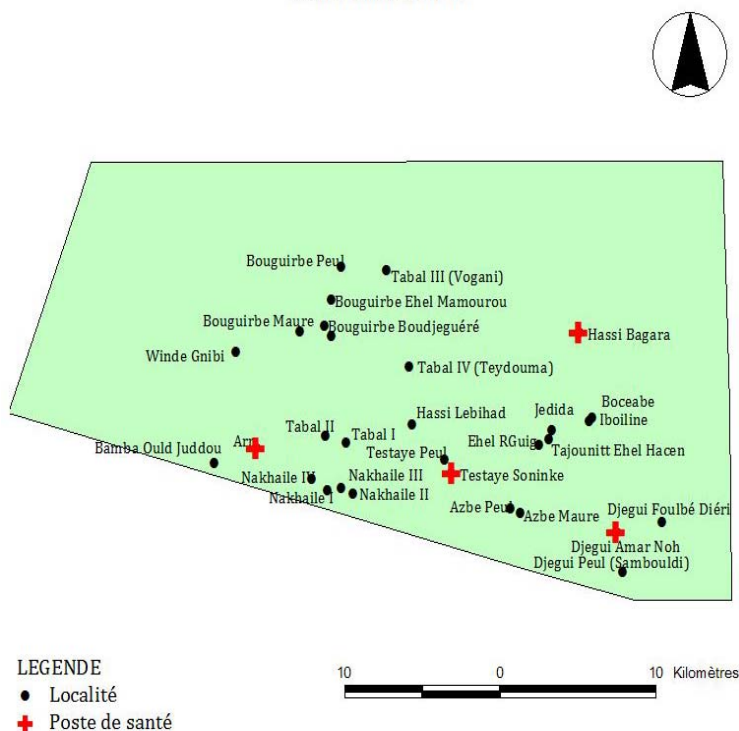 Bouguirbe Peul
Tabal III (Vogani)
Bouguirbe Ehel Mamourou
Bouguirbe Maure
Bouguirbe Boudjeguéré
Hassi Bagara
Winde Gnibi
Tabal IV (Teydouma)
Boceabe
Hassi Lebihad
Jedida
Iboiline
Tabal II
Tabal I
Arr
Ehel RGuig
Bamba Ould Juddou
Testaye Peul
Tajounitt Ehel Hacen
Nakhaile IV
Nakhaile III
Testaye Soninke
Nakhaile I
Nakhaile II
Azbe Peul
Azbe Maure
Djegui Foulbé Diéri
Djegui Amar Noh
Djegui Peul (Sambouldi)
LEGENDE
Localité
Poste de santé
10 0 10 Kilomètres